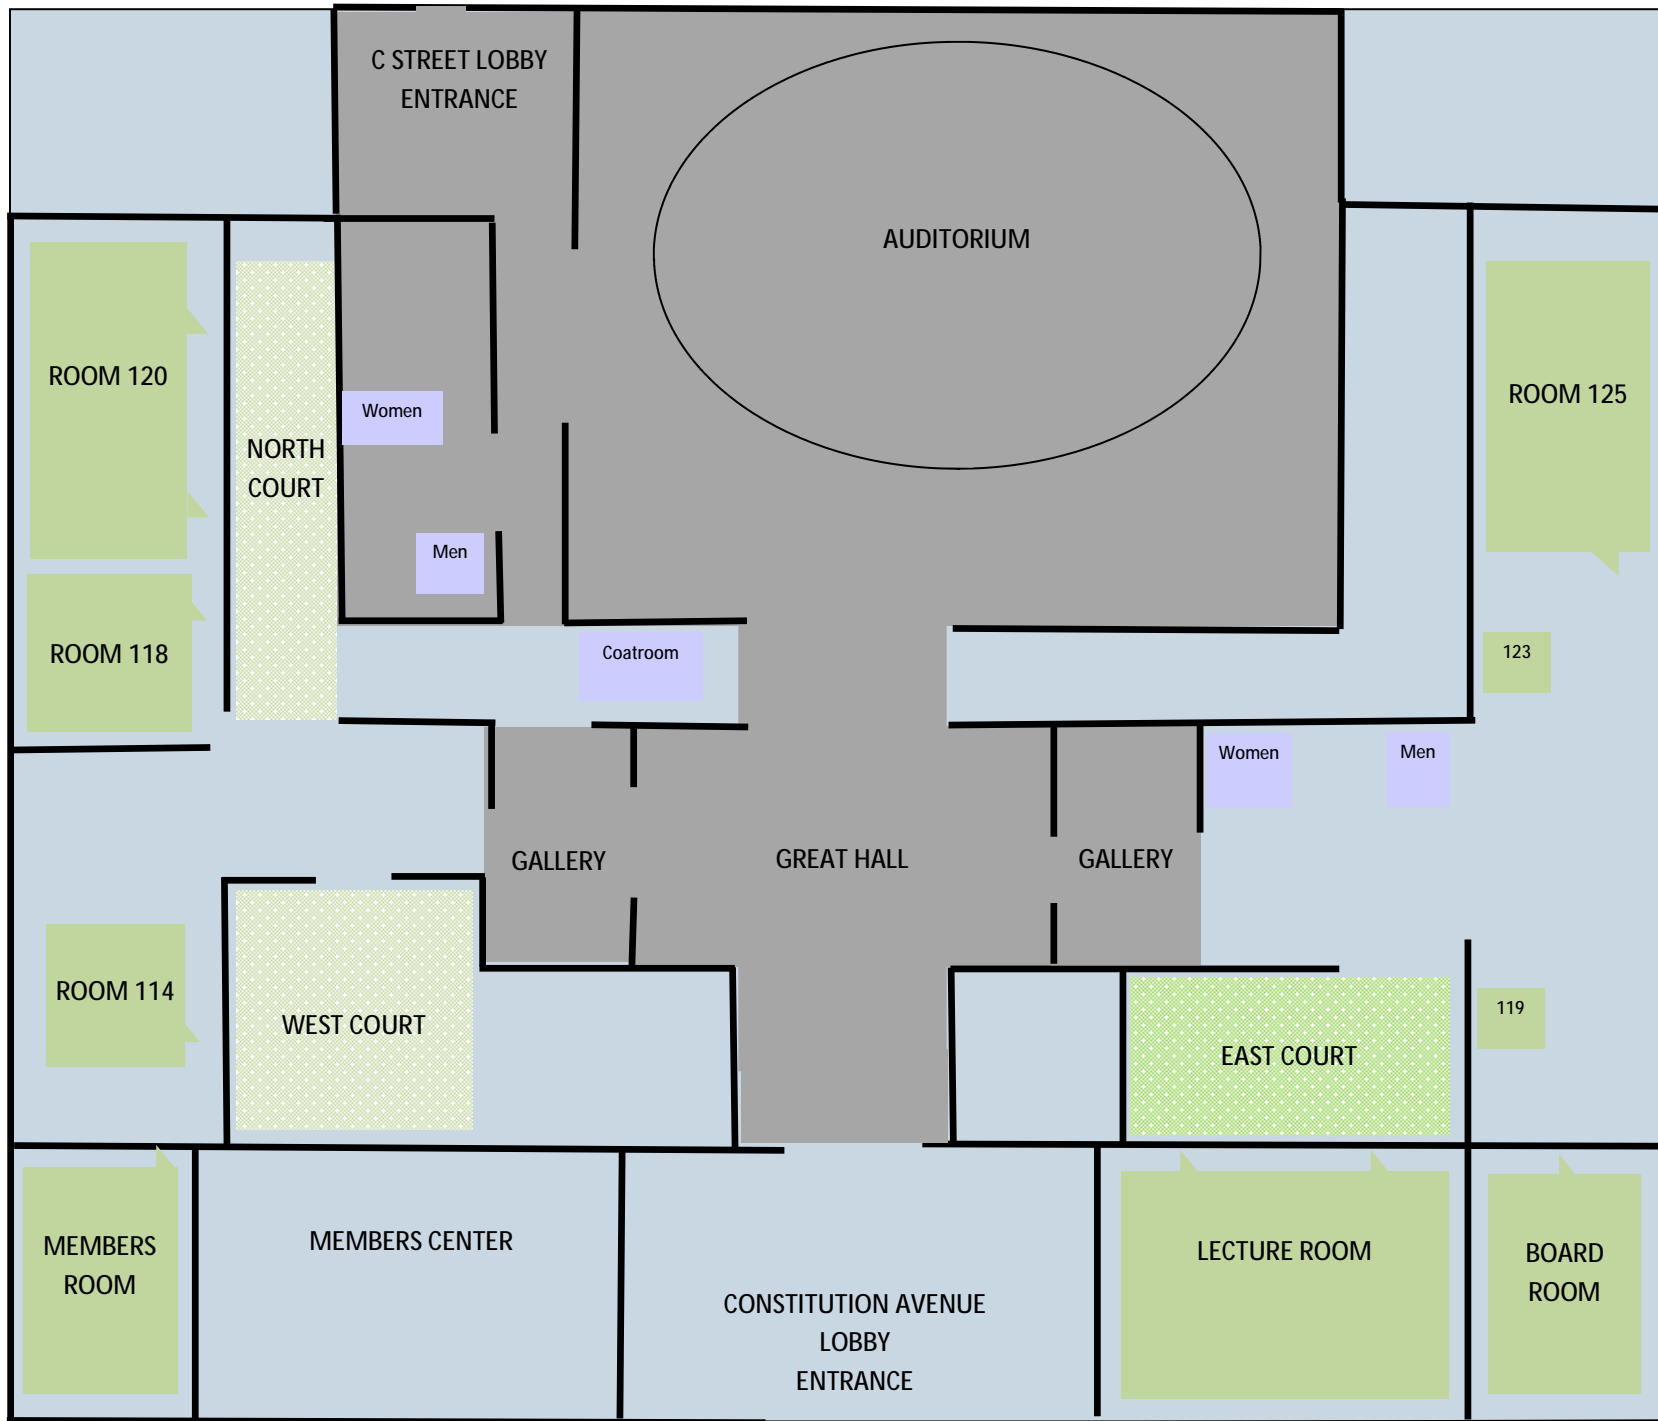 C STREET LOBBY
ENTRANCE
AUDITORIUM
ROOM 120
Women
ROOM 125
NORTH
COURT
Men
ROOM 118
Coatroom
123
Women
Men
GALLERY
GREAT HALL
GALLERY
ROOM 114
WEST COURT
119
EAST COURT
MEMBERS
ROOM
MEMBERS CENTER
LECTURE ROOM
BOARD
ROOM
CONSTITUTION AVENUE
LOBBY
ENTRANCE